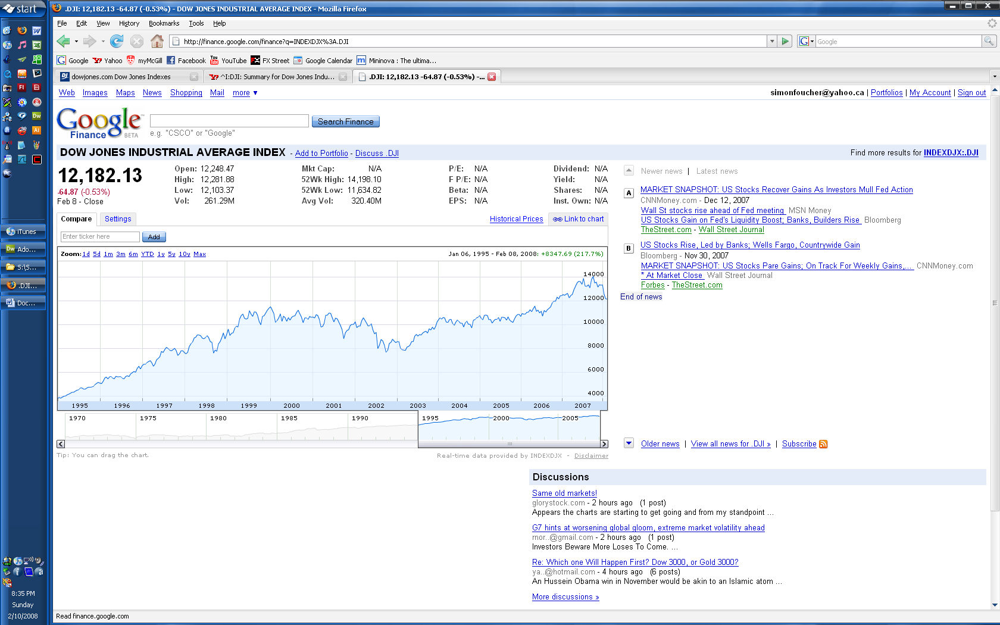 start
.DJI: 12,182.13 -64.87 (-0.53%) - DOW JONES INDUSTRIAL AVERAGE INDEX - Mozilla Firefox
File Edit View History Bookmarks Tools Help
http://finance.google.com/finance?q=INDEXDJX%3A.DJI
G Google
Google Yahoo myMcGill Facebook YouTube FX Street Google Calendar Mininova : The ultima...
dowjones.com Dow Jones Indexes
^I:DJI: Summary for Dow Jones Indu...
.DJI: 12,182.13 -64.87 (-0.53%) -...
Web Images Maps News Shopping Mail more ▼
simonfoucher@yahoo.ca | Portfolios | My Account | Sign out
Google Finance BETA
Search Finance
e.g. "CSCO" or "Google"
DOW JONES INDUSTRIAL AVERAGE INDEX - Add to Portfolio - Discuss .DJI
Find more results for INDEXDJX:.DJI
12,182.13
-64.87 (-0.53%)
Feb 8 - Close
Open: 12,248.47 Mkt Cap: N/A P/E: N/A Dividend: N/A
High: 12,281.88 52Wk High: 14,198.10 F P/E: N/A Yield: N/A
Low: 12,103.37 52Wk Low: 11,634.82 Beta: N/A Shares: N/A
Vol: 261.29M Avg Vol: 320.40M EPS: N/A Inst. Own: N/A
Compare Settings
Historical Prices Link to chart
Enter ticker here Add
Zoom: 1d 5d 1m 3m 6m YTD 1y 5y 10y Max
Jan 06, 1995 - Feb 08, 2008: +8347.69 (217.7%)
14000
12000
10000
8000
6000
4000
1995 1996 1997 1998 1999 2000 2001 2002 2003 2004 2005 2006 2007
1970 1975 1980 1985 1990 1995 2000 2005
Tip: You can drag the chart.
Real-time data provided by INDEXDJX - Disclaimer
Newer news | Latest news
A
MARKET SNAPSHOT: US Stocks Recover Gains As Investors Mull Fed Action
CNNMoney.com - Dec 12, 2007
Wall St stocks rise ahead of Fed meeting MSN Money
US Stocks Gain on Fed's Liquidity Boost; Banks, Builders Rise Bloomberg
TheStreet.com - Wall Street Journal
B
US Stocks Rise, Led by Banks; Wells Fargo, Countrywide Gain
Bloomberg - Nov 30, 2007
MARKET SNAPSHOT: US Stocks Pare Gains; On Track For Weekly Gains,... CNNMoney.com
* At Market Close Wall Street Journal
Forbes - TheStreet.com
End of news
Older news | View all news for .DJI » | Subscribe
Discussions
Same old markets!
glorystock.com - 2 hours ago (1 post)
Appears the charts are starting to get going and from my standpoint ...
G7 hints at worsening global gloom, extreme market volatility ahead
mor..@gmail.com - 2 hours ago (1 post)
Investors Beware More Loses To Come. ...
Re: Which one Will Happen First? Dow 3000, or Gold 3000?
ya..@hotmail.com - 4 hours ago (6 posts)
An Hussein Obama win in November would be akin to an Islamic atom ...
More discussions »
iTunes
Ado...
S:\S...
.DJI...
Doc...
8:35 PM
Sunday
2/10/2008
Read finance.google.com